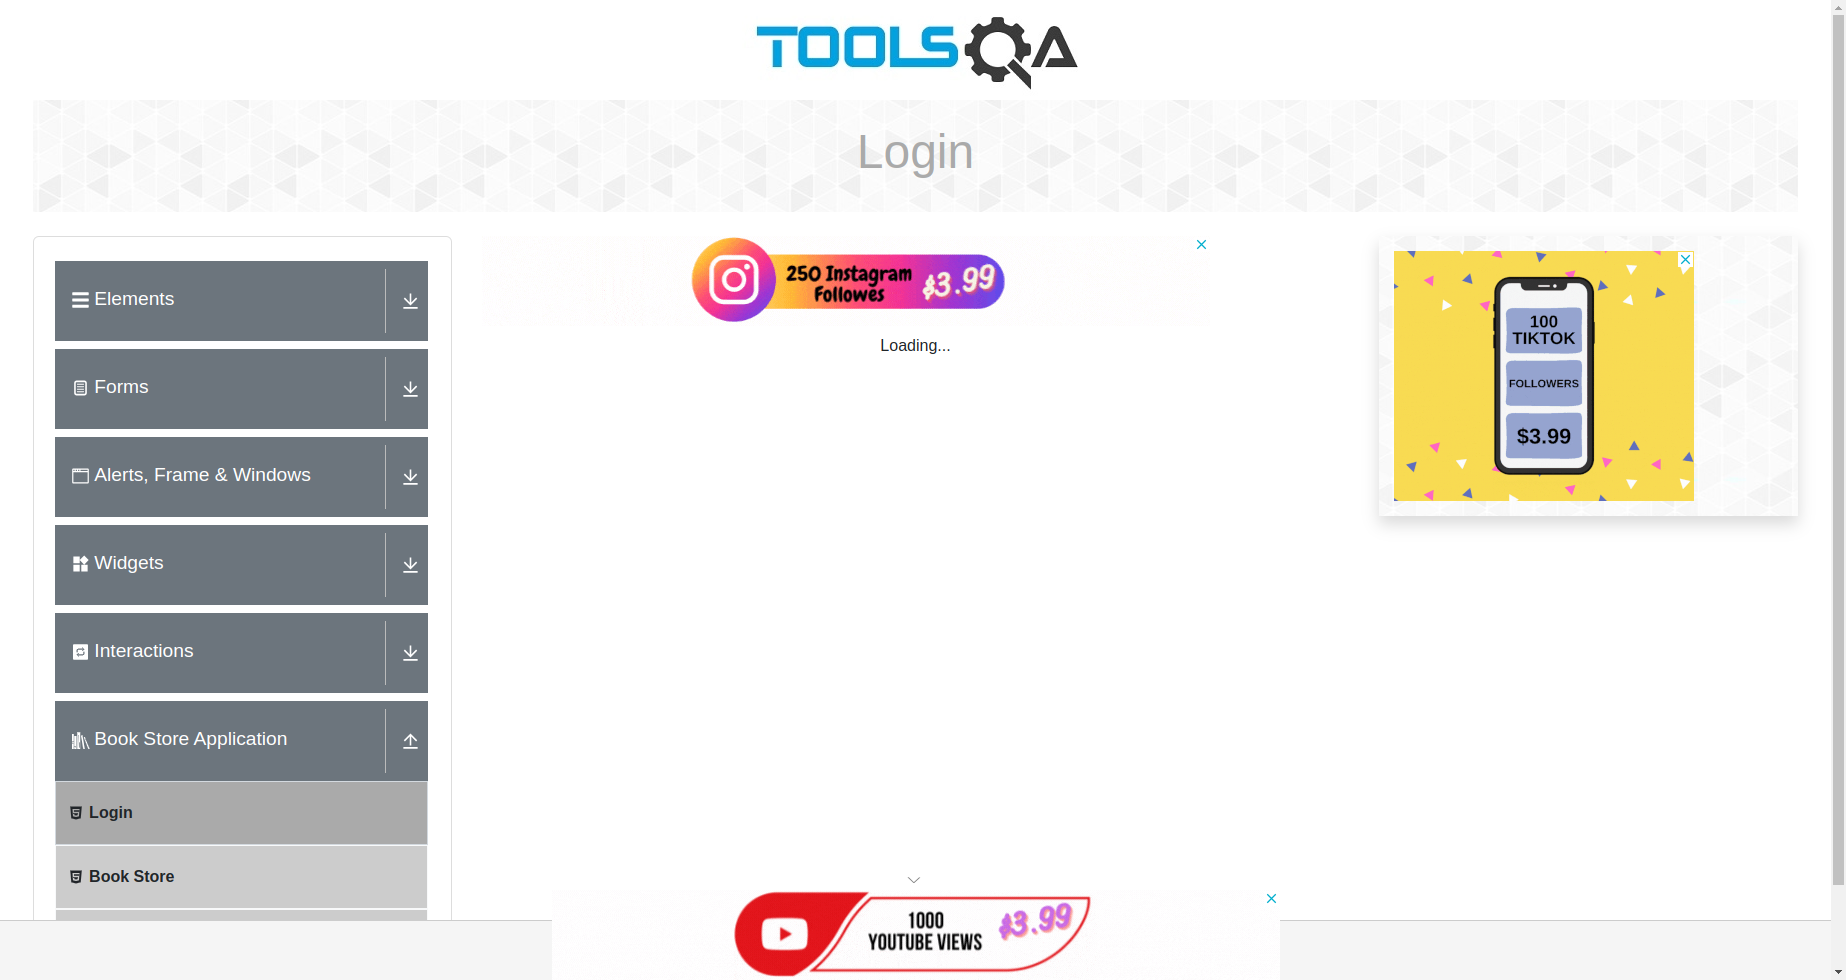 TOOLSQA
Login
Elements
Forms
Alerts, Frame & Windows
Widgets
Interactions
Book Store Application
Login
Book Store
250 Instagram
Followes
$3.99
Loading...
100
TIKTOK
FOLLOWERS
$3.99
1000
YOUTUBE VIEWS
$3.99